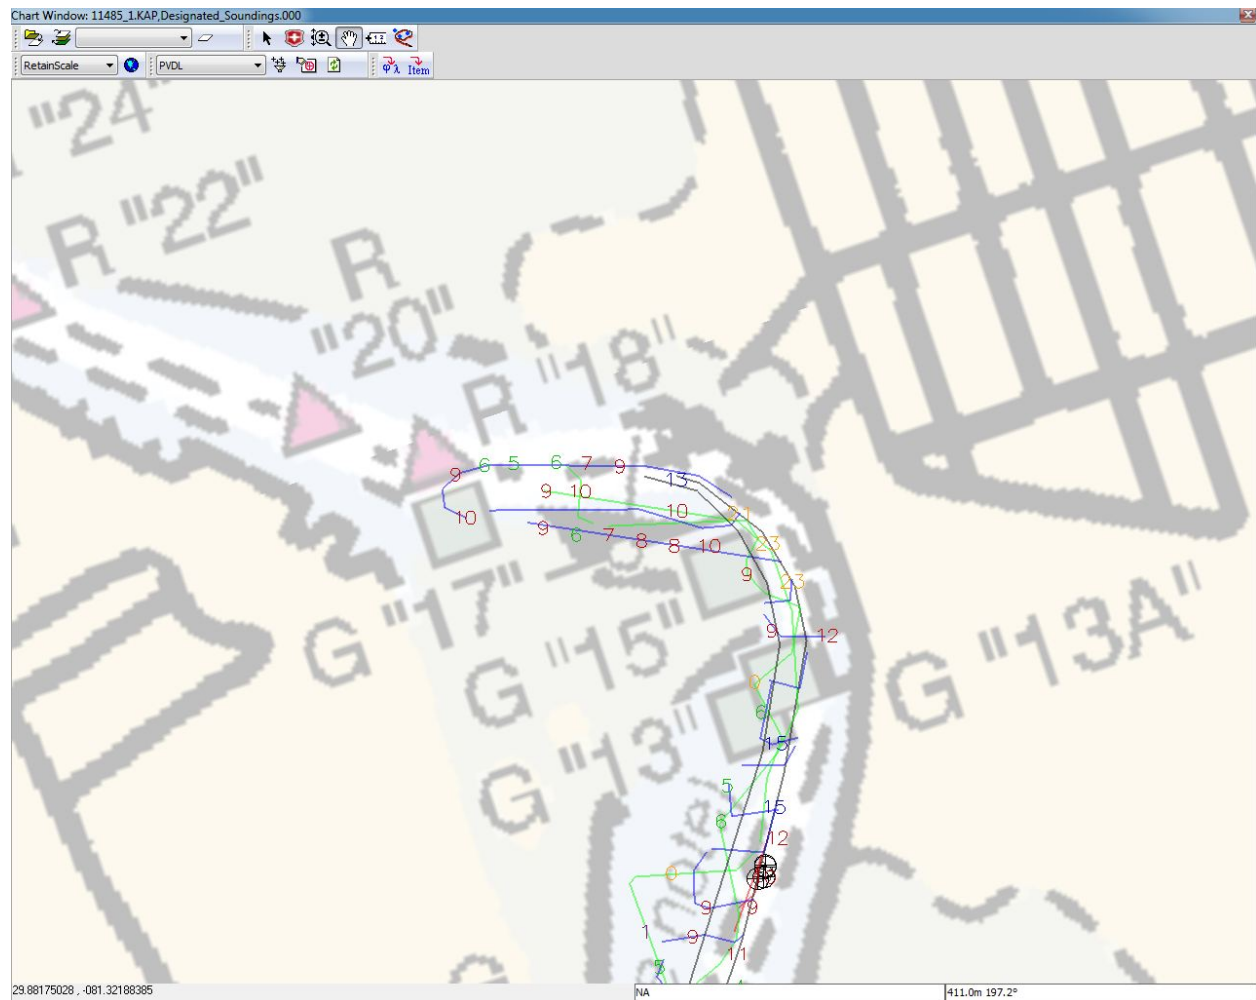 Chart Window: 11485_1.KAP,Designated_Soundings.000
RetainScale
PVDL
φλ Item
"24"
R "22"
R
"20"
R "18"
9 6 5 6 7 9
13
9 10
10
10
21
9 6 7 8 8 10
23
9
23
G "17"
G "15"
9 12
G "13A"
0
6
G "13"
15
5
15
6
12
0
9 9
1
9
11
5
G
29.88175028 , -081.32188385
NA
411.0m 197.2°